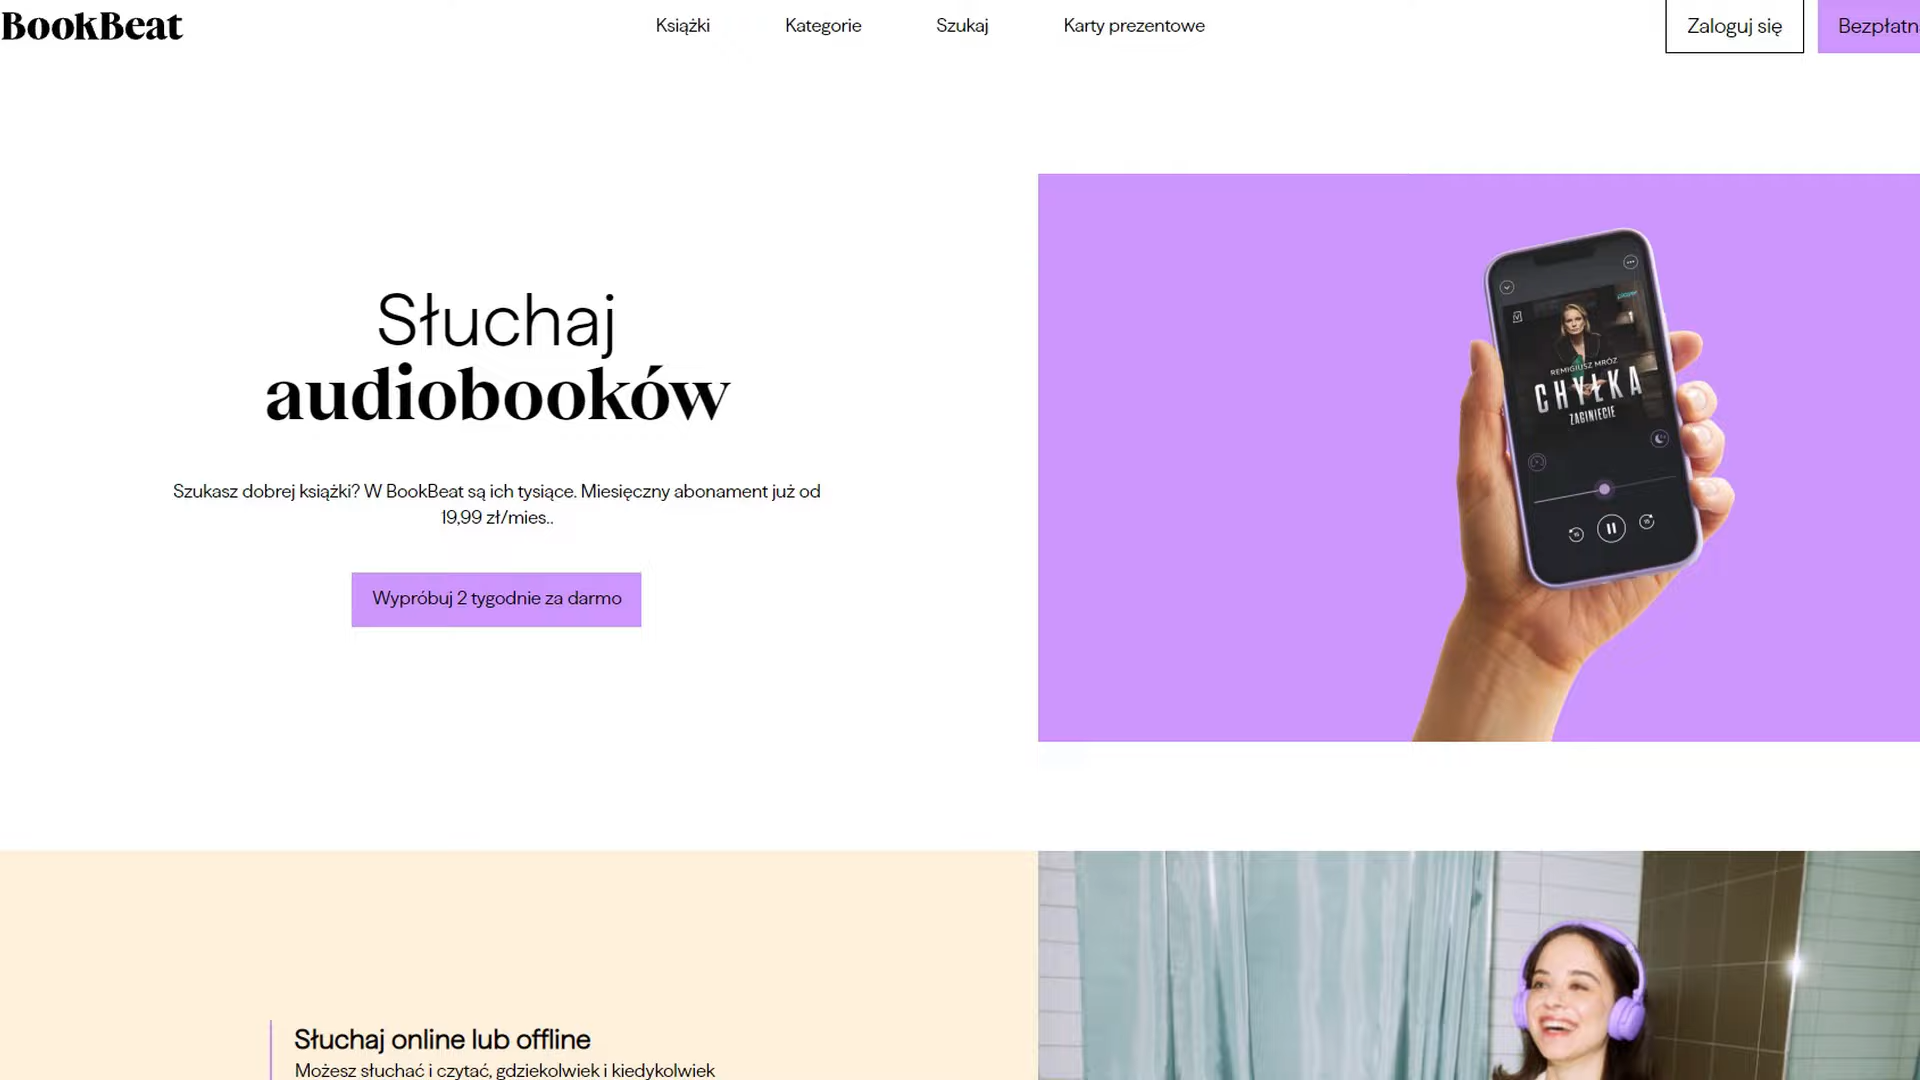 BookBeat
Książki
Kategorie
Szukaj
Karty prezentowe
Zaloguj się
Bezpłatn
Słuchaj
audiobooków
Szukasz dobrej książki? W BookBeat są ich tysiące. Miesięczny abonament już od
19,99 zł/mies..
Wypróbuj 2 tygodnie za darmo
REMIGIUSZ MRÓZ
CHYŁKA
ZAGINIĘCIE
Słuchaj online lub offline
Możesz słuchać i czytać, gdziekolwiek i kiedykolwiek